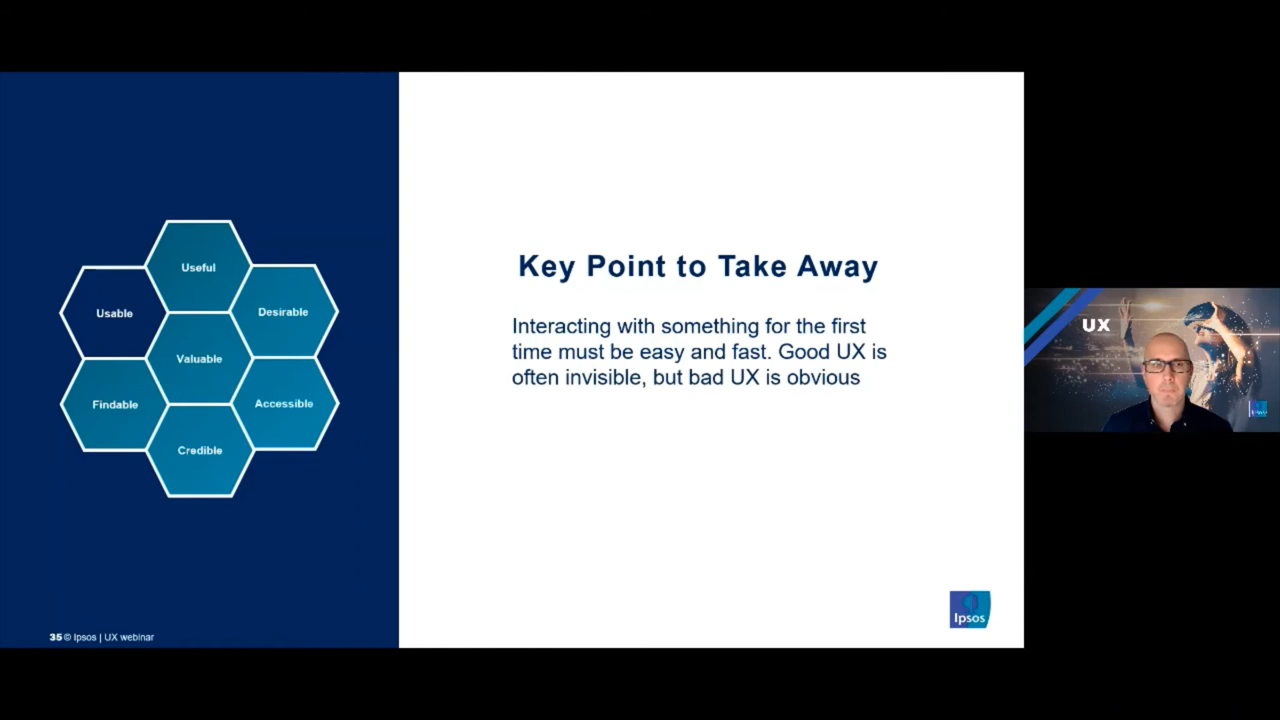 Useful
Usable
Desirable
Valuable
Findable
Accessible
Credible
35 © Ipsos | UX webinar
Key Point to Take Away
Interacting with something for the first
time must be easy and fast. Good UX is
often invisible, but bad UX is obvious
Ipsos
UX
Ipsos